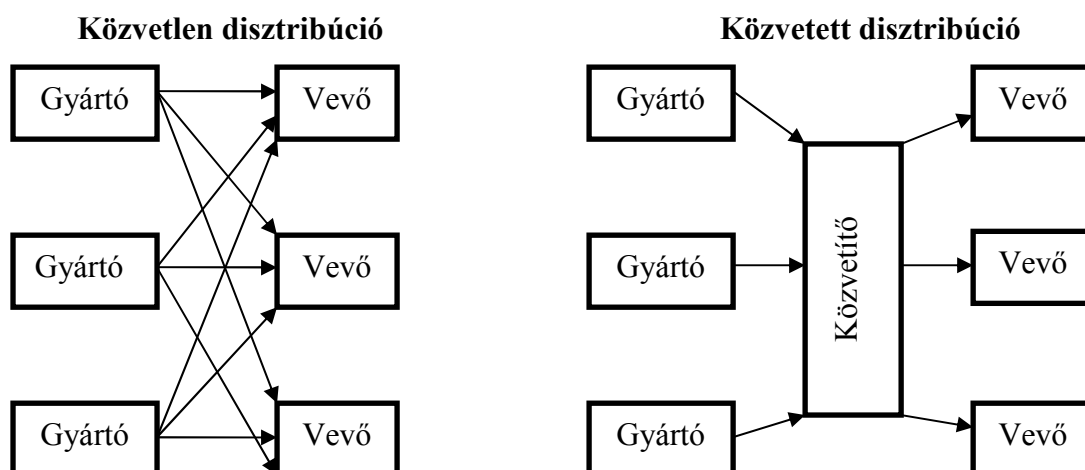 Közvetlen disztribúció
Gyártó
Vevő
Gyártó
Vevő
Gyártó
Vevő
Közvetett disztribúció
Gyártó
Vevő
Gyártó
Közvetítő
Vevő
Gyártó
Vevő